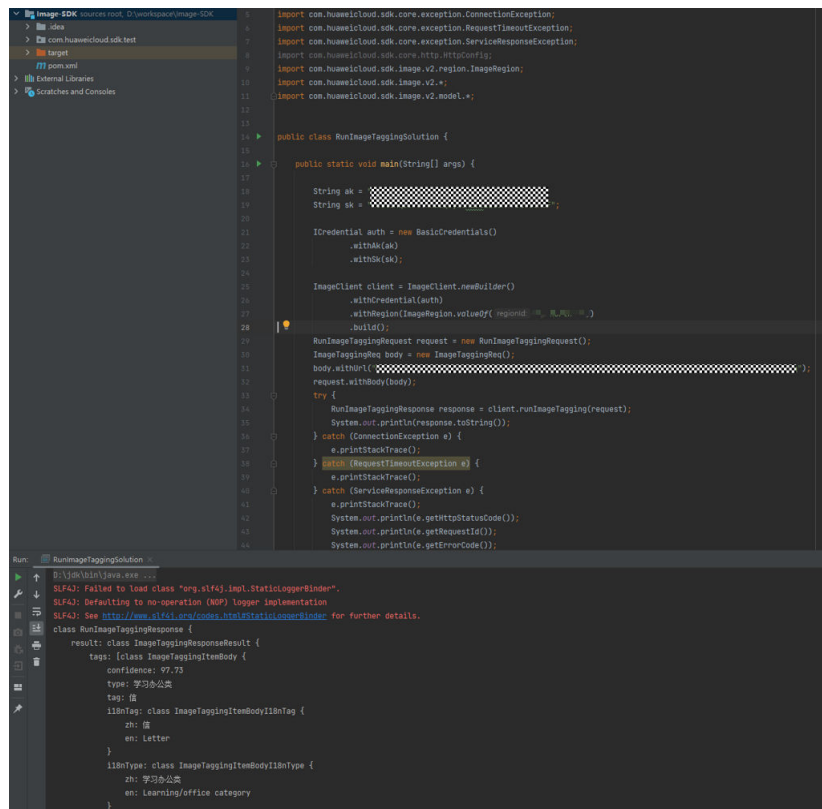 Image-SDK sources root, D:\workspace\Image-SDK
.idea
com.huaweicloud.sdk.test
target
pom.xml
External Libraries
Scratches and Consoles
5 import com.huaweicloud.sdk.core.exception.ConnectionException;
6 import com.huaweicloud.sdk.core.exception.RequestTimeoutException;
7 import com.huaweicloud.sdk.core.exception.ServiceResponseException;
8 import com.huaweicloud.sdk.core.http.HttpConfig;
9 import com.huaweicloud.sdk.image.v2.region.ImageRegion;
10 import com.huaweicloud.sdk.image.v2.*;
11 import com.huaweicloud.sdk.image.v2.model.*;
12
13
14 public class RunImageTaggingSolution {
15
16 public static void main(String[] args) {
17
18 String ak = "
19 String sk = " ";
20
21 ICredential auth = new BasicCredentials()
22 .withAk(ak)
23 .withSk(sk);
24
25 ImageClient client = ImageClient.newBuilder()
26 .withCredential(auth)
27 .withRegion(ImageRegion.valueOf( regionId:
28 .build();
29 RunImageTaggingRequest request = new RunImageTaggingRequest();
30 ImageTaggingReq body = new ImageTaggingReq();
31 body.withUrl(" ");
32 request.withBody(body);
33 try {
34 RunImageTaggingResponse response = client.runImageTagging(request);
35 System.out.println(response.toString());
36 } catch (ConnectionException e) {
37 e.printStackTrace();
38 } catch (RequestTimeoutException e) {
39 e.printStackTrace();
40 } catch (ServiceResponseException e) {
41 e.printStackTrace();
42 System.out.println(e.getHttpStatusCode());
43 System.out.println(e.getRequestId());
44 System.out.println(e.getErrorCode());
Run: RunImageTaggingSolution
D:\jdk\bin\java.exe ...
SLF4J: Failed to load class "org.slf4j.impl.StaticLoggerBinder".
SLF4J: Defaulting to no-operation (NOP) logger implementation
SLF4J: See http://www.slf4j.org/codes.html#StaticLoggerBinder for further details.
class RunImageTaggingResponse {
result: class ImageTaggingResponseResult {
tags: [class ImageTaggingItemBody {
confidence: 97.73
type: 学习办公类
tag: 信
i18nTag: class ImageTaggingItemBodyI18nTag {
zh: 信
en: Letter
}
i18nType: class ImageTaggingItemBodyI18nType {
zh: 学习办公类
en: Learning/office category
}